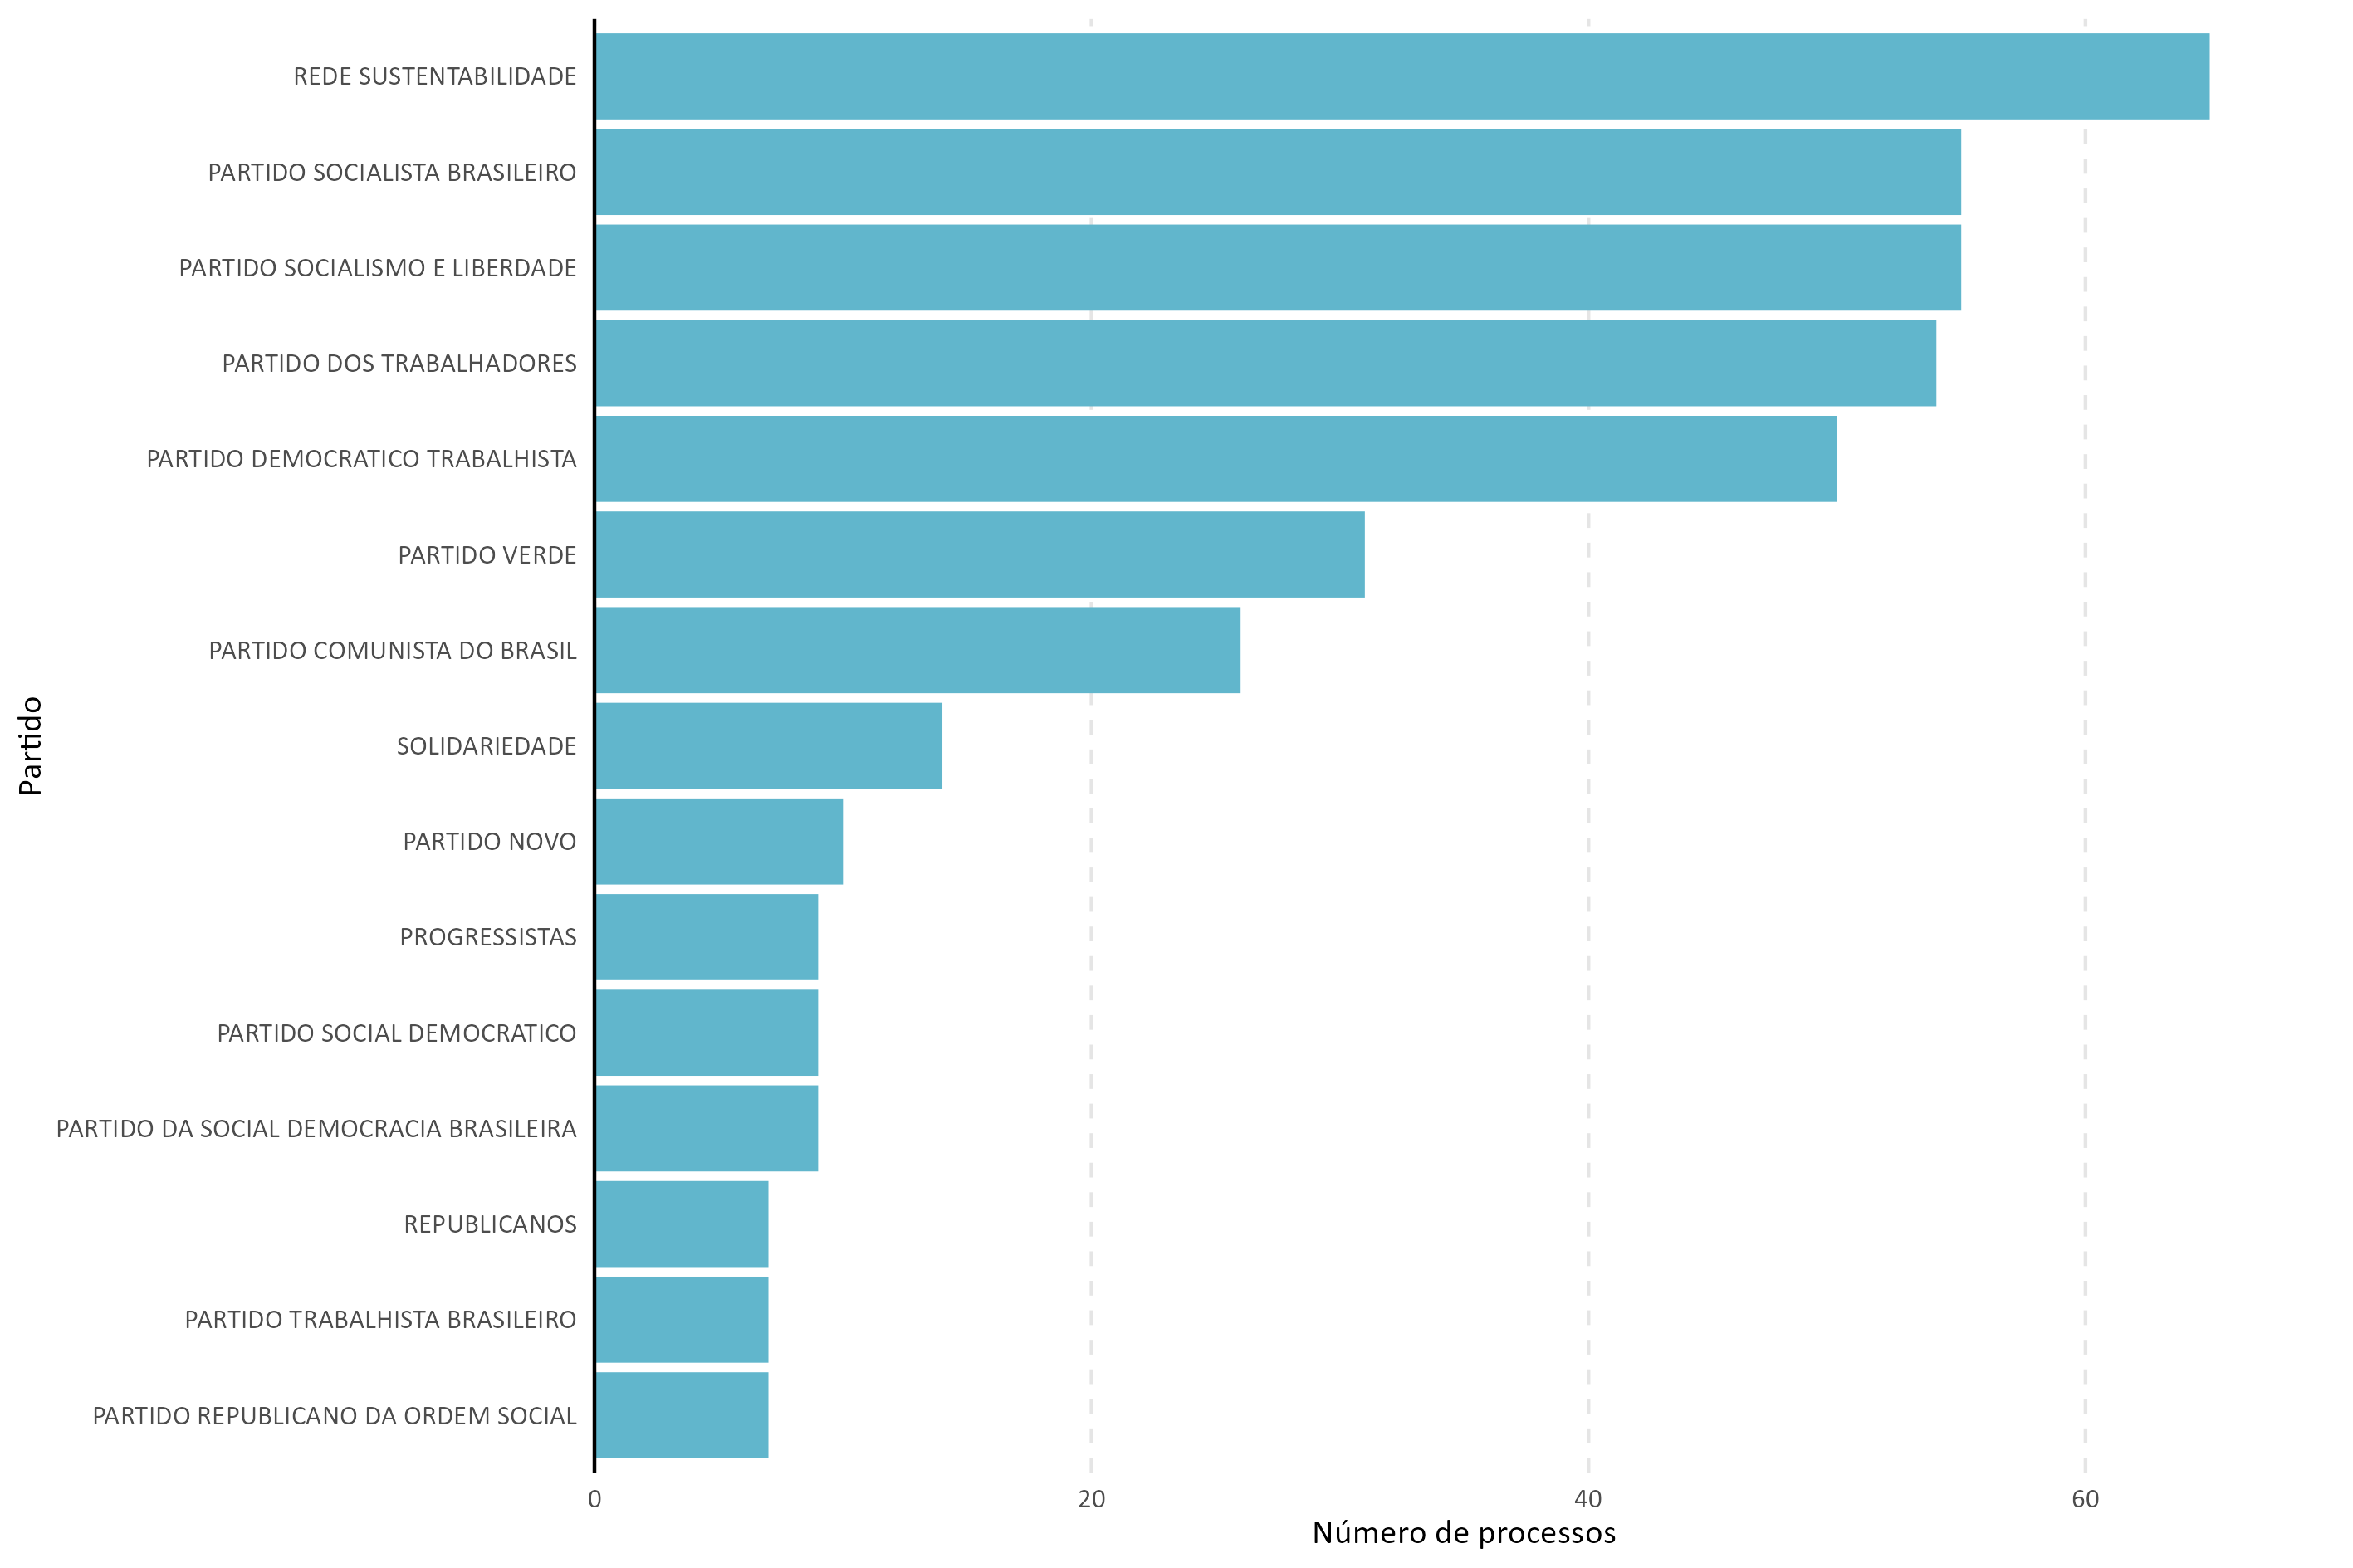 REDE SUSTENTABILIDADE
PARTIDO SOCIALISTA BRASILEIRO
PARTIDO SOCIALISMO E LIBERDADE
PARTIDO DOS TRABALHADORES
PARTIDO DEMOCRATICO TRABALHISTA
PARTIDO VERDE
PARTIDO COMUNISTA DO BRASIL
SOLIDARIEDADE
PARTIDO NOVO
PROGRESSISTAS
PARTIDO SOCIAL DEMOCRATICO
PARTIDO DA SOCIAL DEMOCRACIA BRASILEIRA
REPUBLICANOS
PARTIDO TRABALHISTA BRASILEIRO
PARTIDO REPUBLICANO DA ORDEM SOCIAL
Partido
0 20 40 60
Número de processos